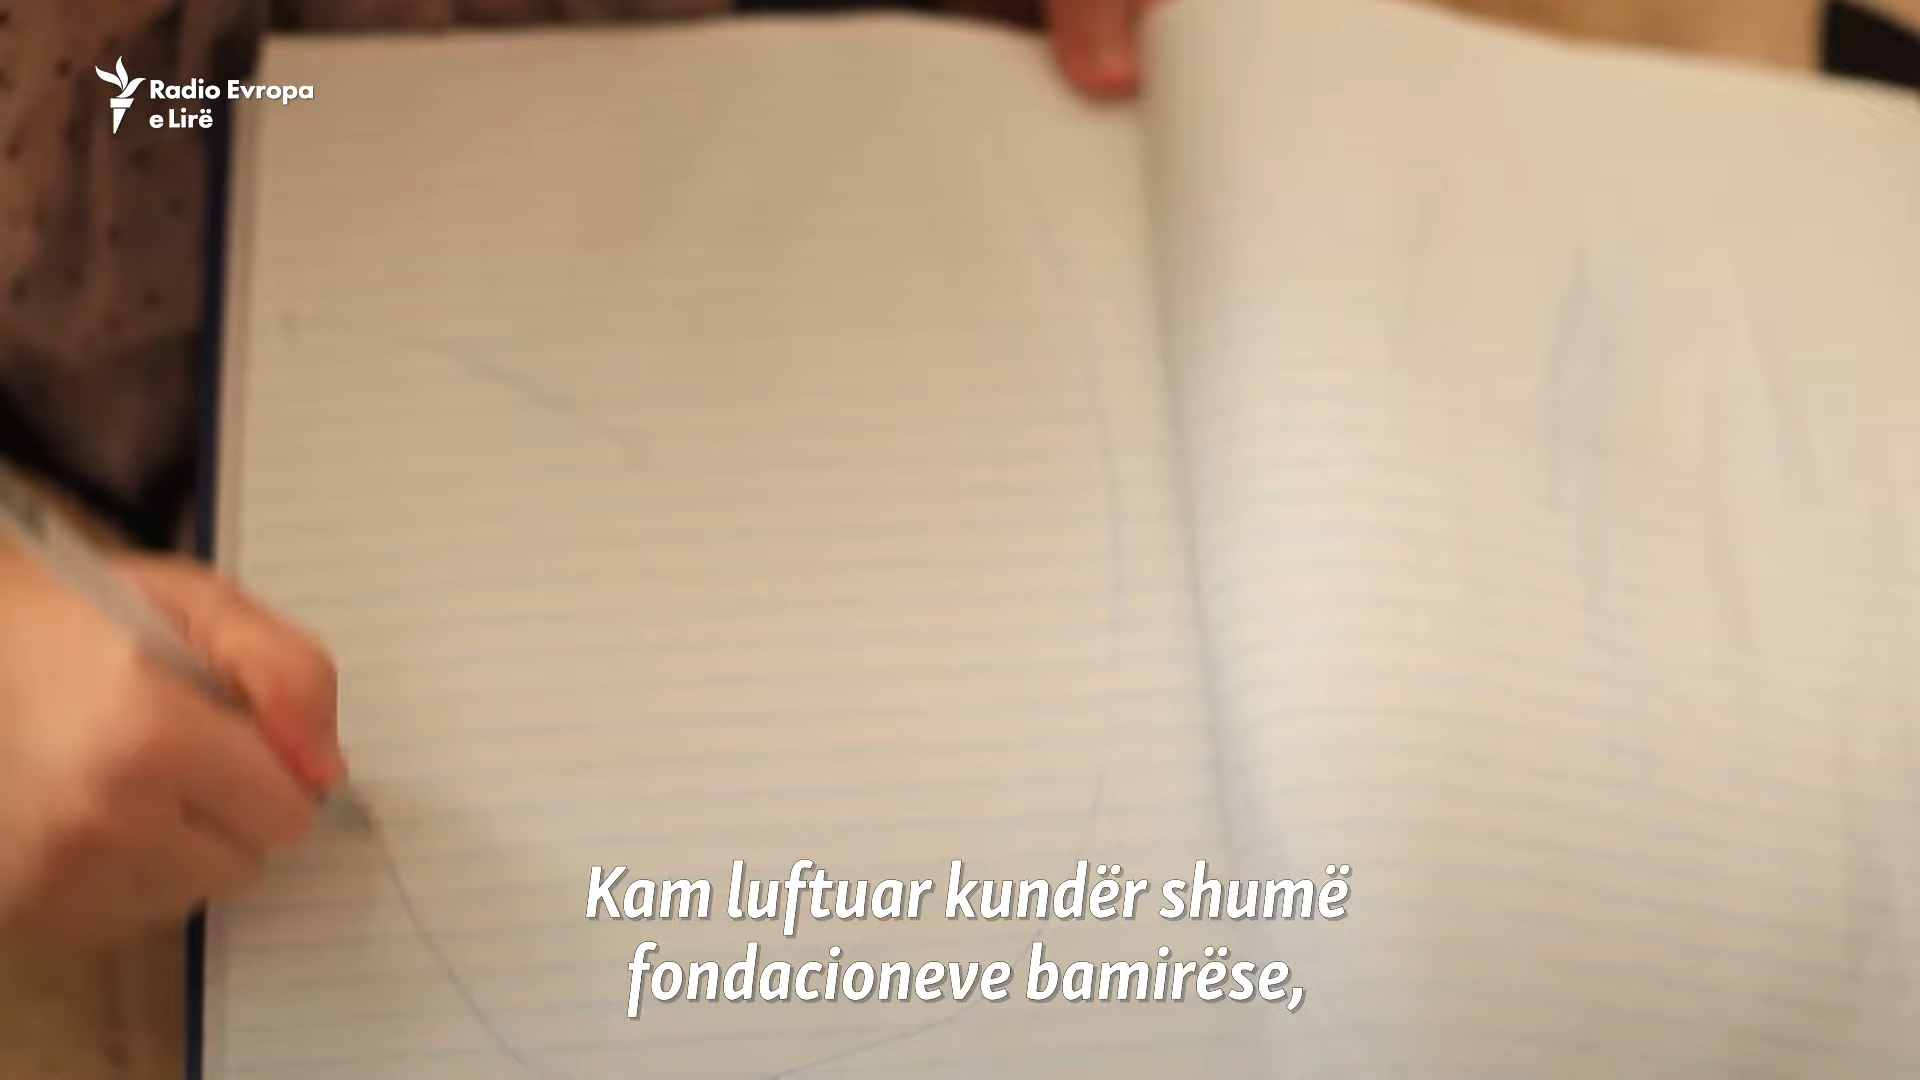 Radio Evropa
e Lirë
Kam luftuar kundër shumë
fondacioneve bamirëse,